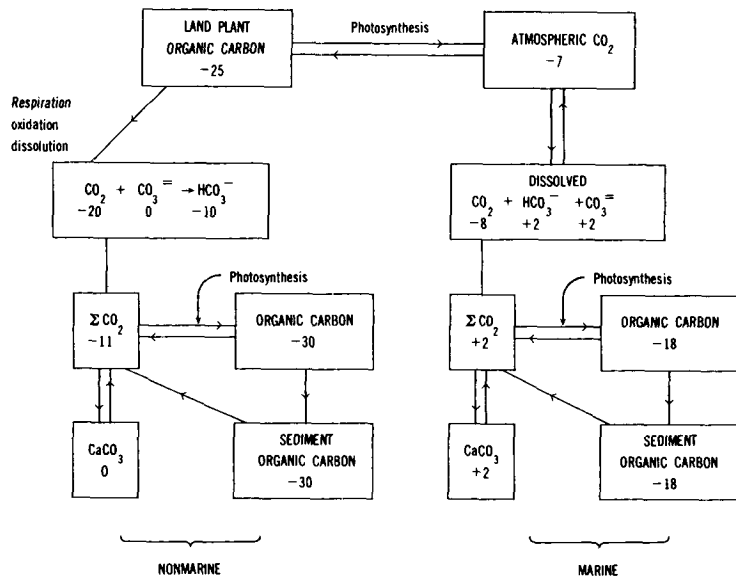 LAND PLANT
ORGANIC CARBON
−25
Photosynthesis
ATMOSPHERIC CO₂
−7
Respiration
oxidation
dissolution
CO₂ + CO₃⁼ → HCO₃⁻
−20 0 −10
DISSOLVED
CO₂ + HCO₃⁻ +CO₃⁼
−8 +2 +2
Photosynthesis
ΣCO₂
−11
ORGANIC CARBON
−30
CaCO₃
0
SEDIMENT
ORGANIC CARBON
−30
NONMARINE
Photosynthesis
ΣCO₂
+2
ORGANIC CARBON
−18
CaCO₃
+2
SEDIMENT
ORGANIC CARBON
−18
MARINE